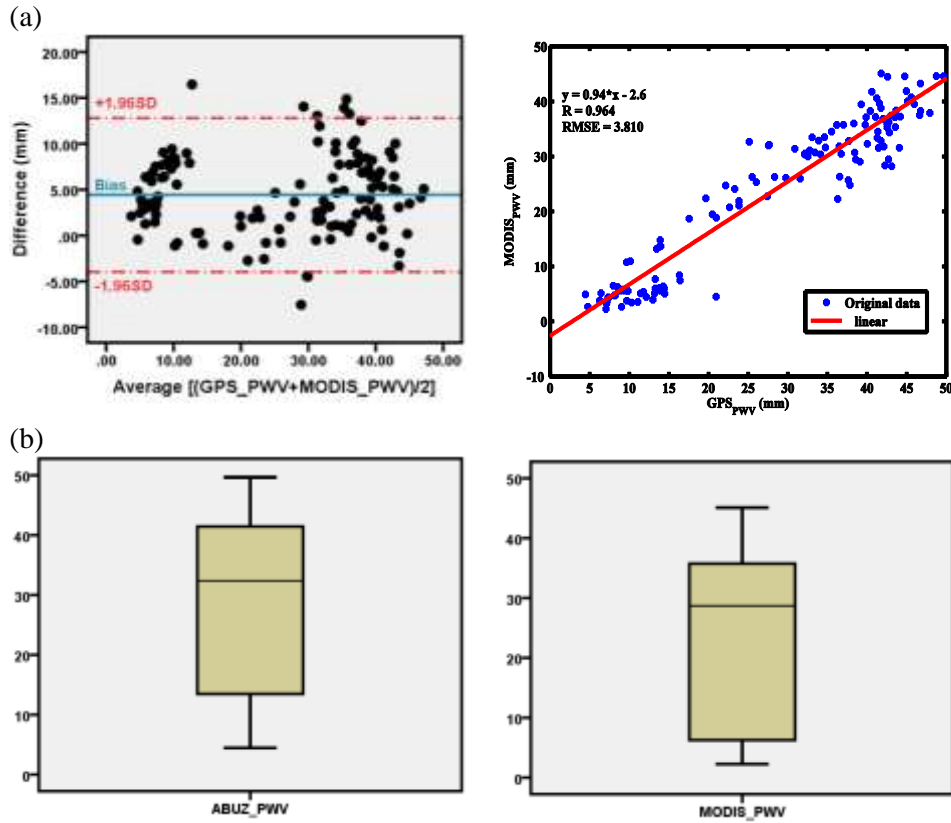 (a)
20.00
15.00
10.00
5.00
.00
-5.00
-10.00
Difference (mm)
+1.96SD
Bias
-1.96SD
.00 10.00 20.00 30.00 40.00 50.00
Average [(GPS_PWV+MODIS_PWV)/2]
50
40
30
20
10
0
-10
MODIS_PWV (mm)
y = 0.94*x - 2.6
R = 0.964
RMSE = 3.810
Original data
linear
0 5 10 15 20 25 30 35 40 45 50
GPS_PWV (mm)
(b)
50
40
30
20
10
0
ABUZ_PWV
50
40
30
20
10
0
MODIS_PWV